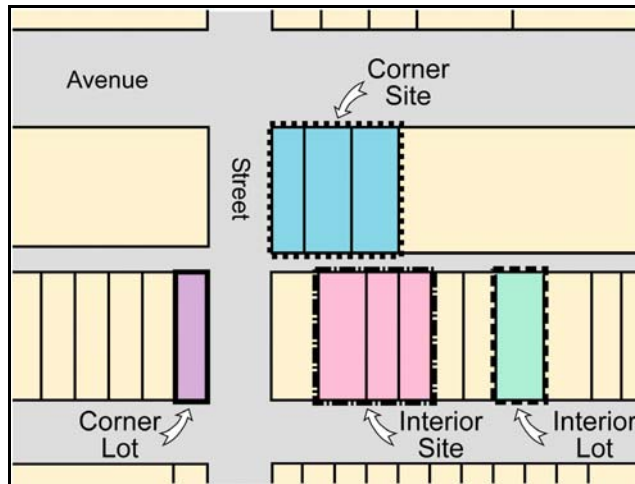 Avenue
Corner
Site
Street
Corner
Lot
Interior
Site
Interior
Lot